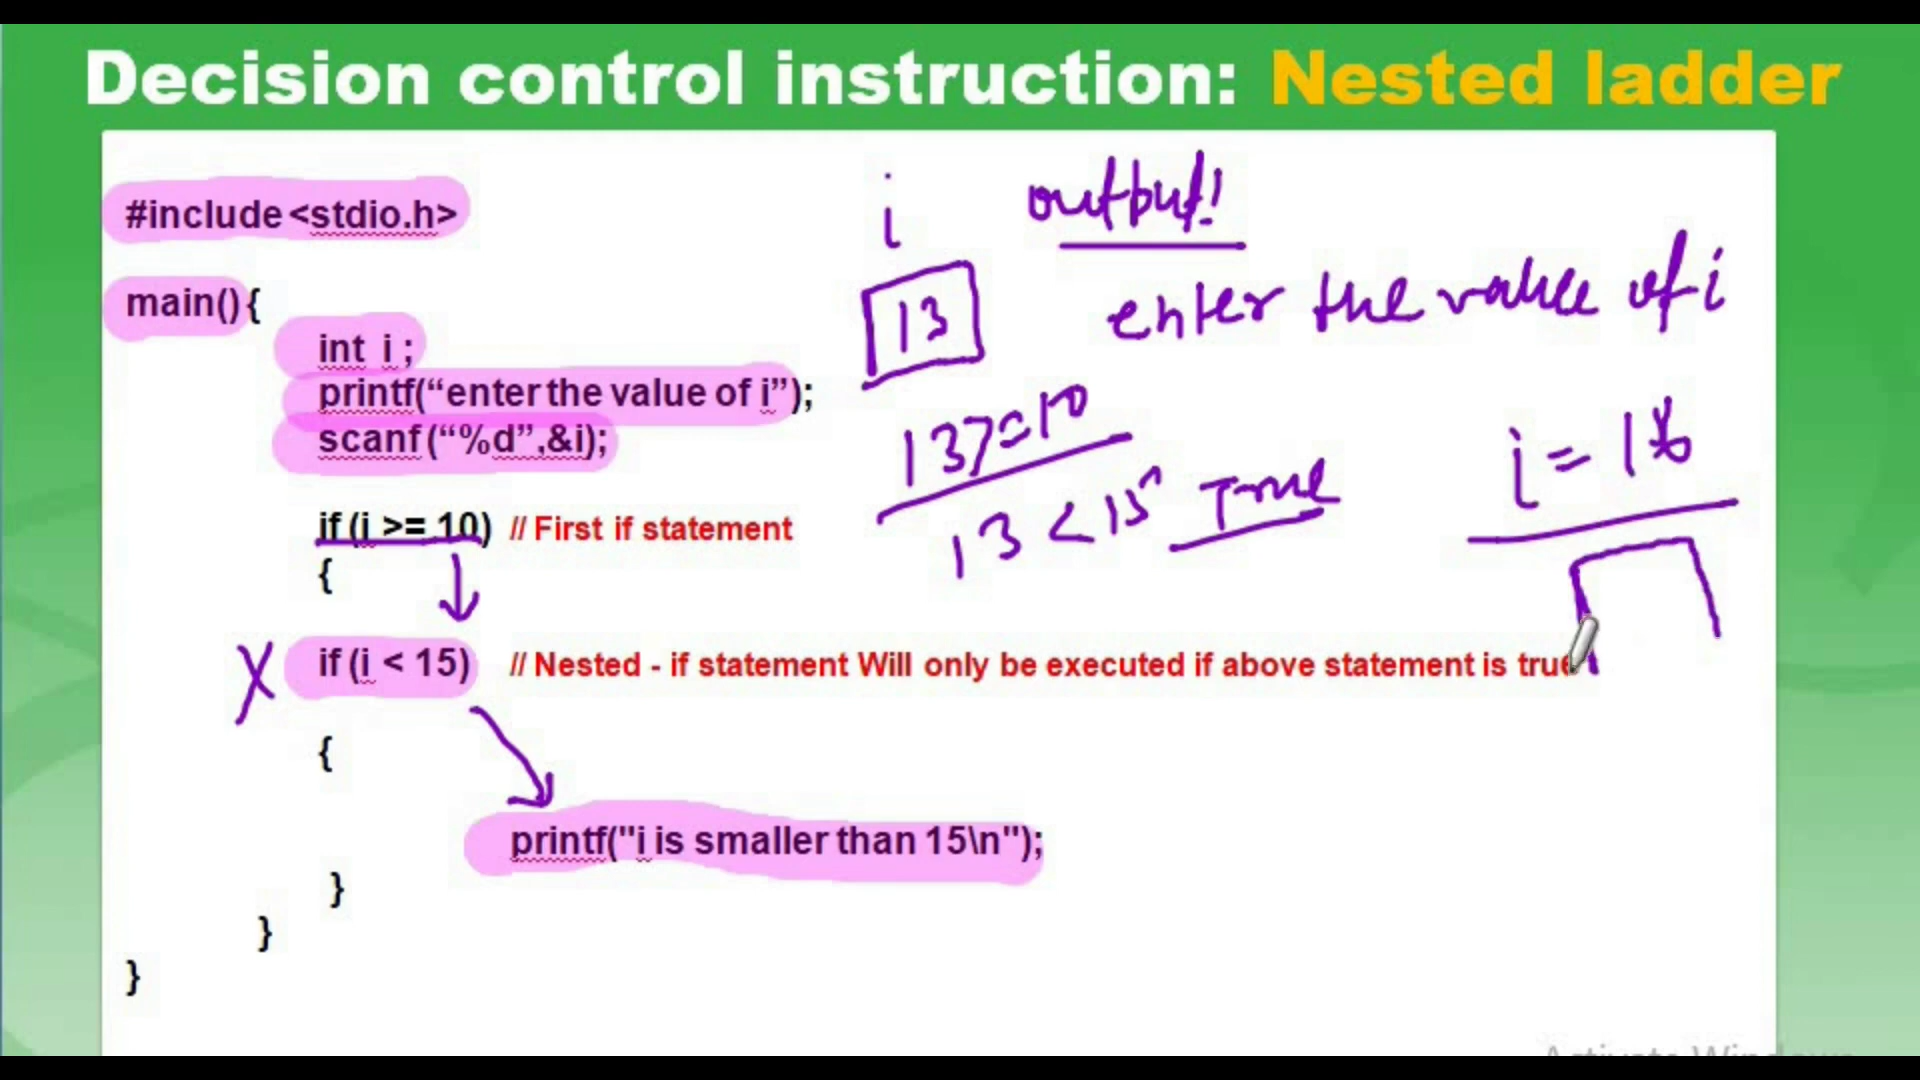 Decision control instruction: Nested ladder
#include <stdio.h>
main() {
int i ;
printf(“enter the value of i”);
scanf (“%d”,&i);
if (i >= 10) // First if statement
{
X if (i < 15) // Nested - if statement Will only be executed if above statement is true
{
printf("i is smaller than 15\n");
}
}
}
i
13
output!
enter the value of i
13>=10
13 < 15 True
i =